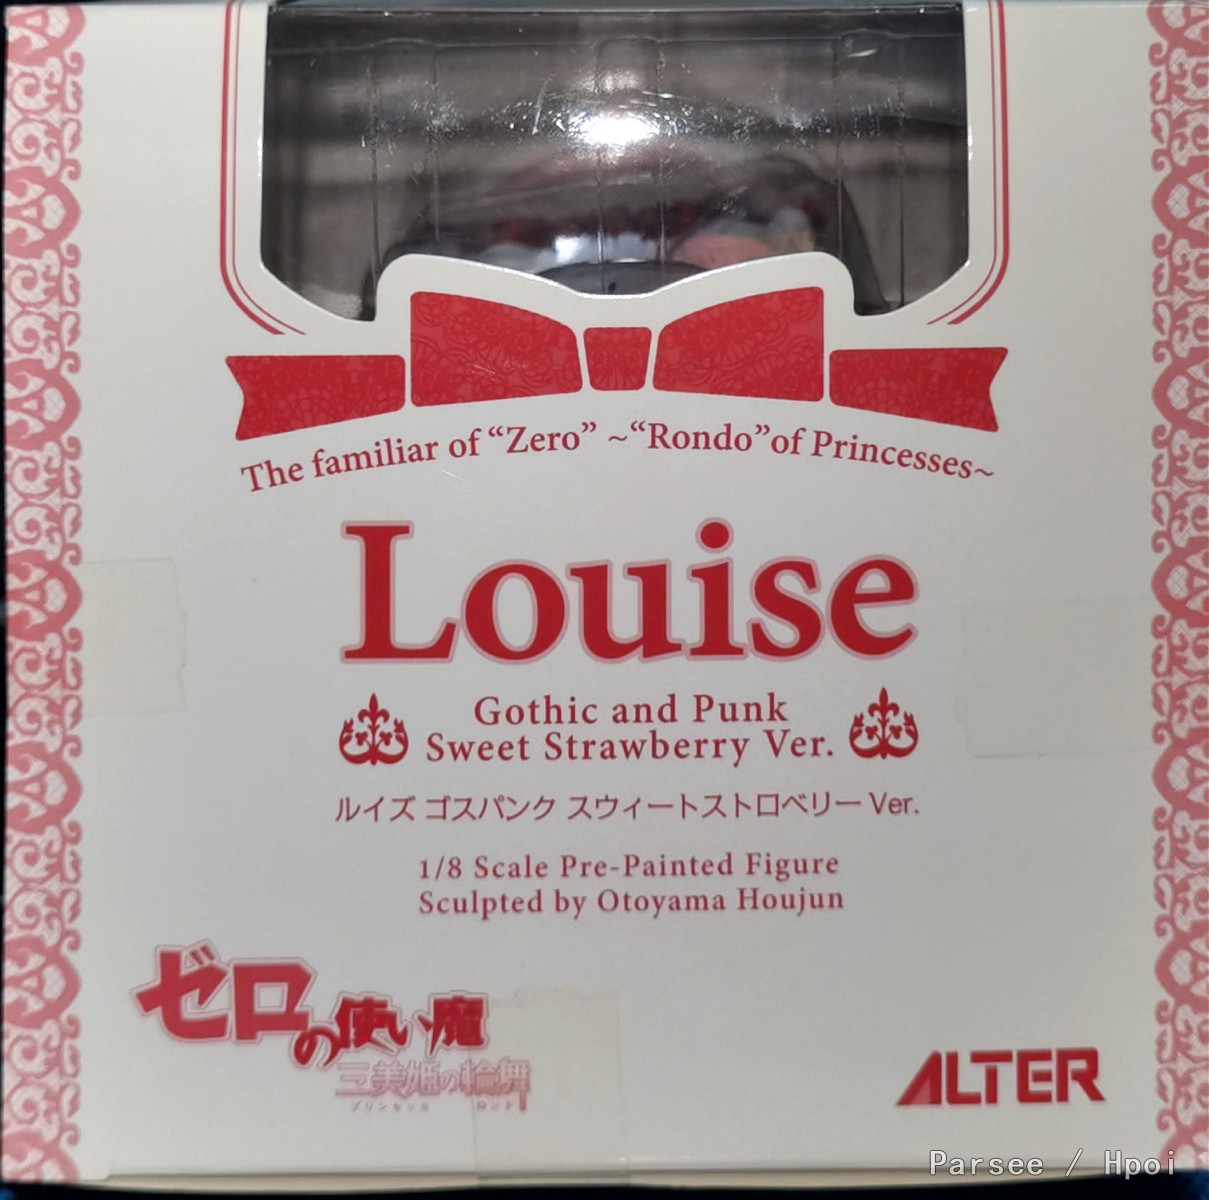 The familiar of “Zero” ~“Rondo”of Princesses~
Louise
Gothic and Punk
Sweet Strawberry Ver.
ルイズ ゴスパンク スウィートストロベリーVer.
1/8 Scale Pre-Painted Figure
Sculpted by Otoyama Houjun
ゼロの使い魔
三美姫の輪舞
プリンセッセ ロンド
ALTER
Parsee / Hpoi